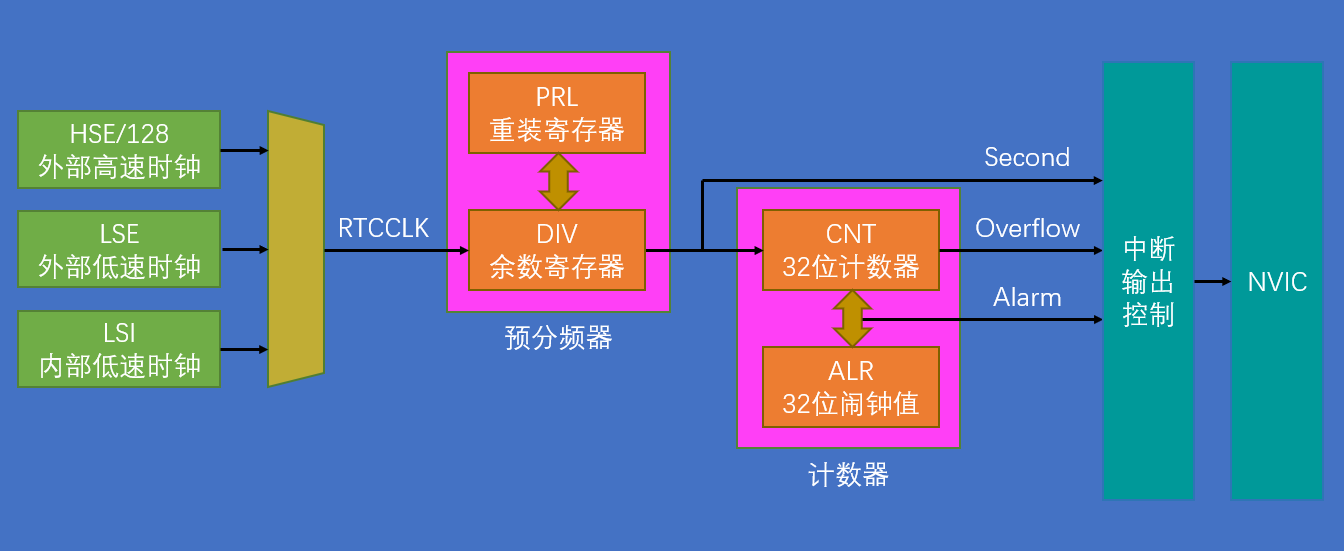 HSE/128
外部高速时钟
LSE
外部低速时钟
LSI
内部低速时钟
RTCCLK
PRL
重装寄存器
DIV
余数寄存器
预分频器
CNT
32位计数器
ALR
32位闹钟值
计数器
Second
Overflow
Alarm
中断
输出
控制
NVIC